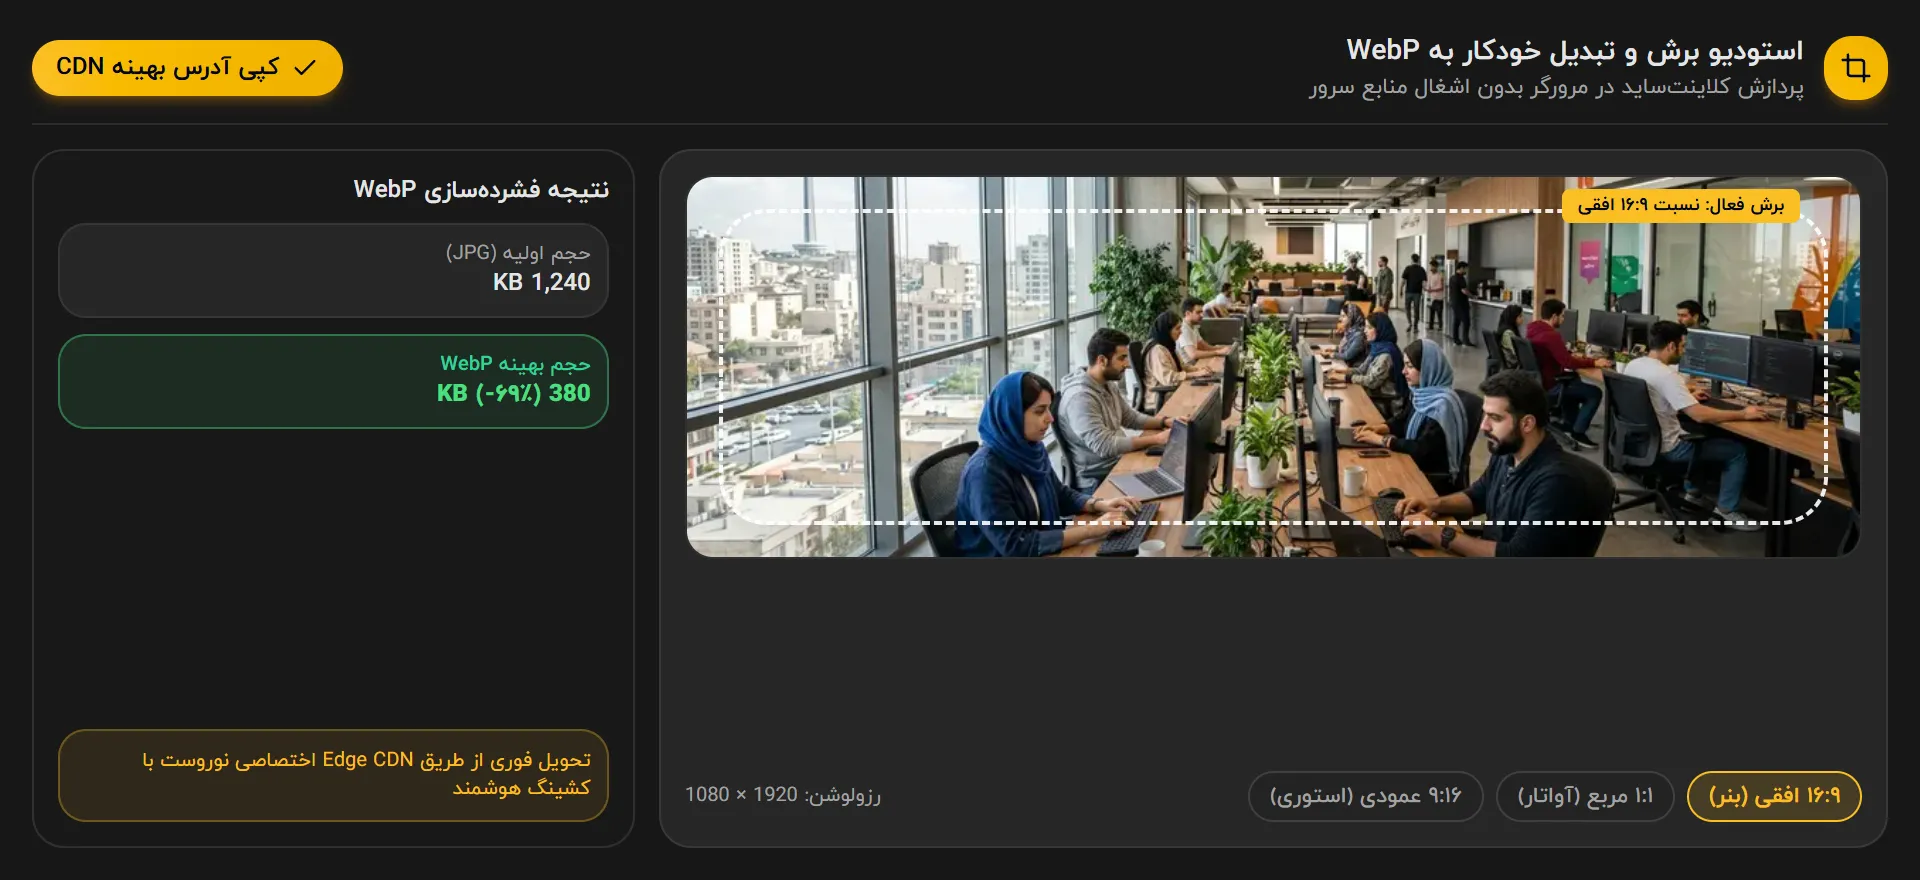 استودیو برش و تبدیل خودکار به WebP
پردازش کلاینت‌ساید در مرورگر بدون اشغال منابع سرور
کپی آدرس بهینه CDN
برش فعال: نسبت ۱۶:۹ افقی
۱۶:۹ افقی (بنر)
۱:۱ مربع (آواتار)
۹:۱۶ عمودی (استوری)
رزولوشن: 1920 × 1080
نتیجه فشرده‌سازی WebP
حجم اولیه (JPG)
1,240 KB
حجم بهینه WebP
380 KB (-۶۹٪)
تحویل فوری از طریق Edge CDN اختصاصی نوروست با
کشینگ هوشمند